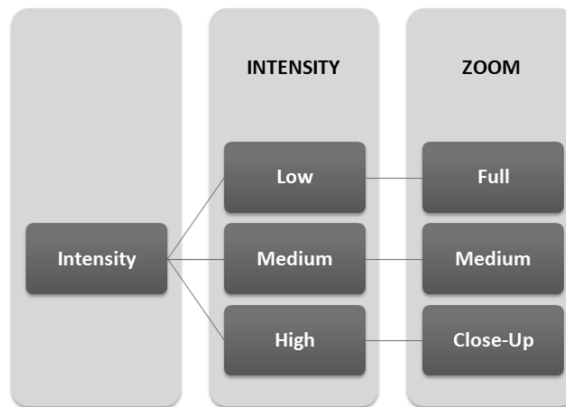 INTENSITY
ZOOM
Low
Full
Intensity
Medium
Medium
High
Close-Up